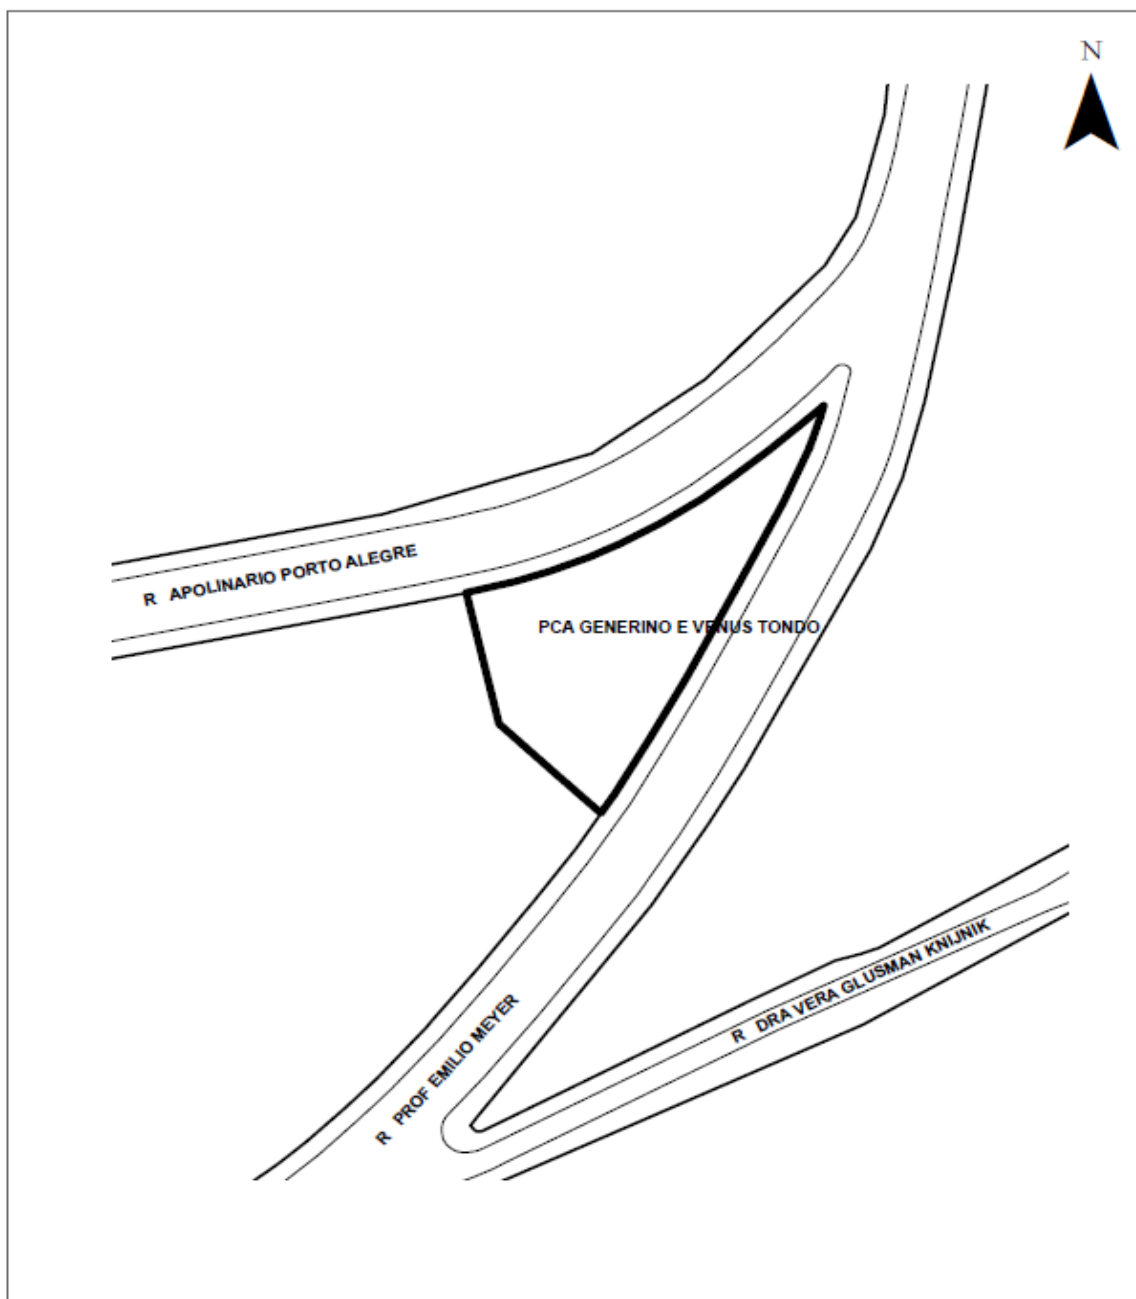 N
R APOLINARIO PORTO ALEGRE
PCA GENERINO E VENUS TONDO
R DRA VERA GLUSMAN KNIJNIK
R PROF EMILIO MEYER